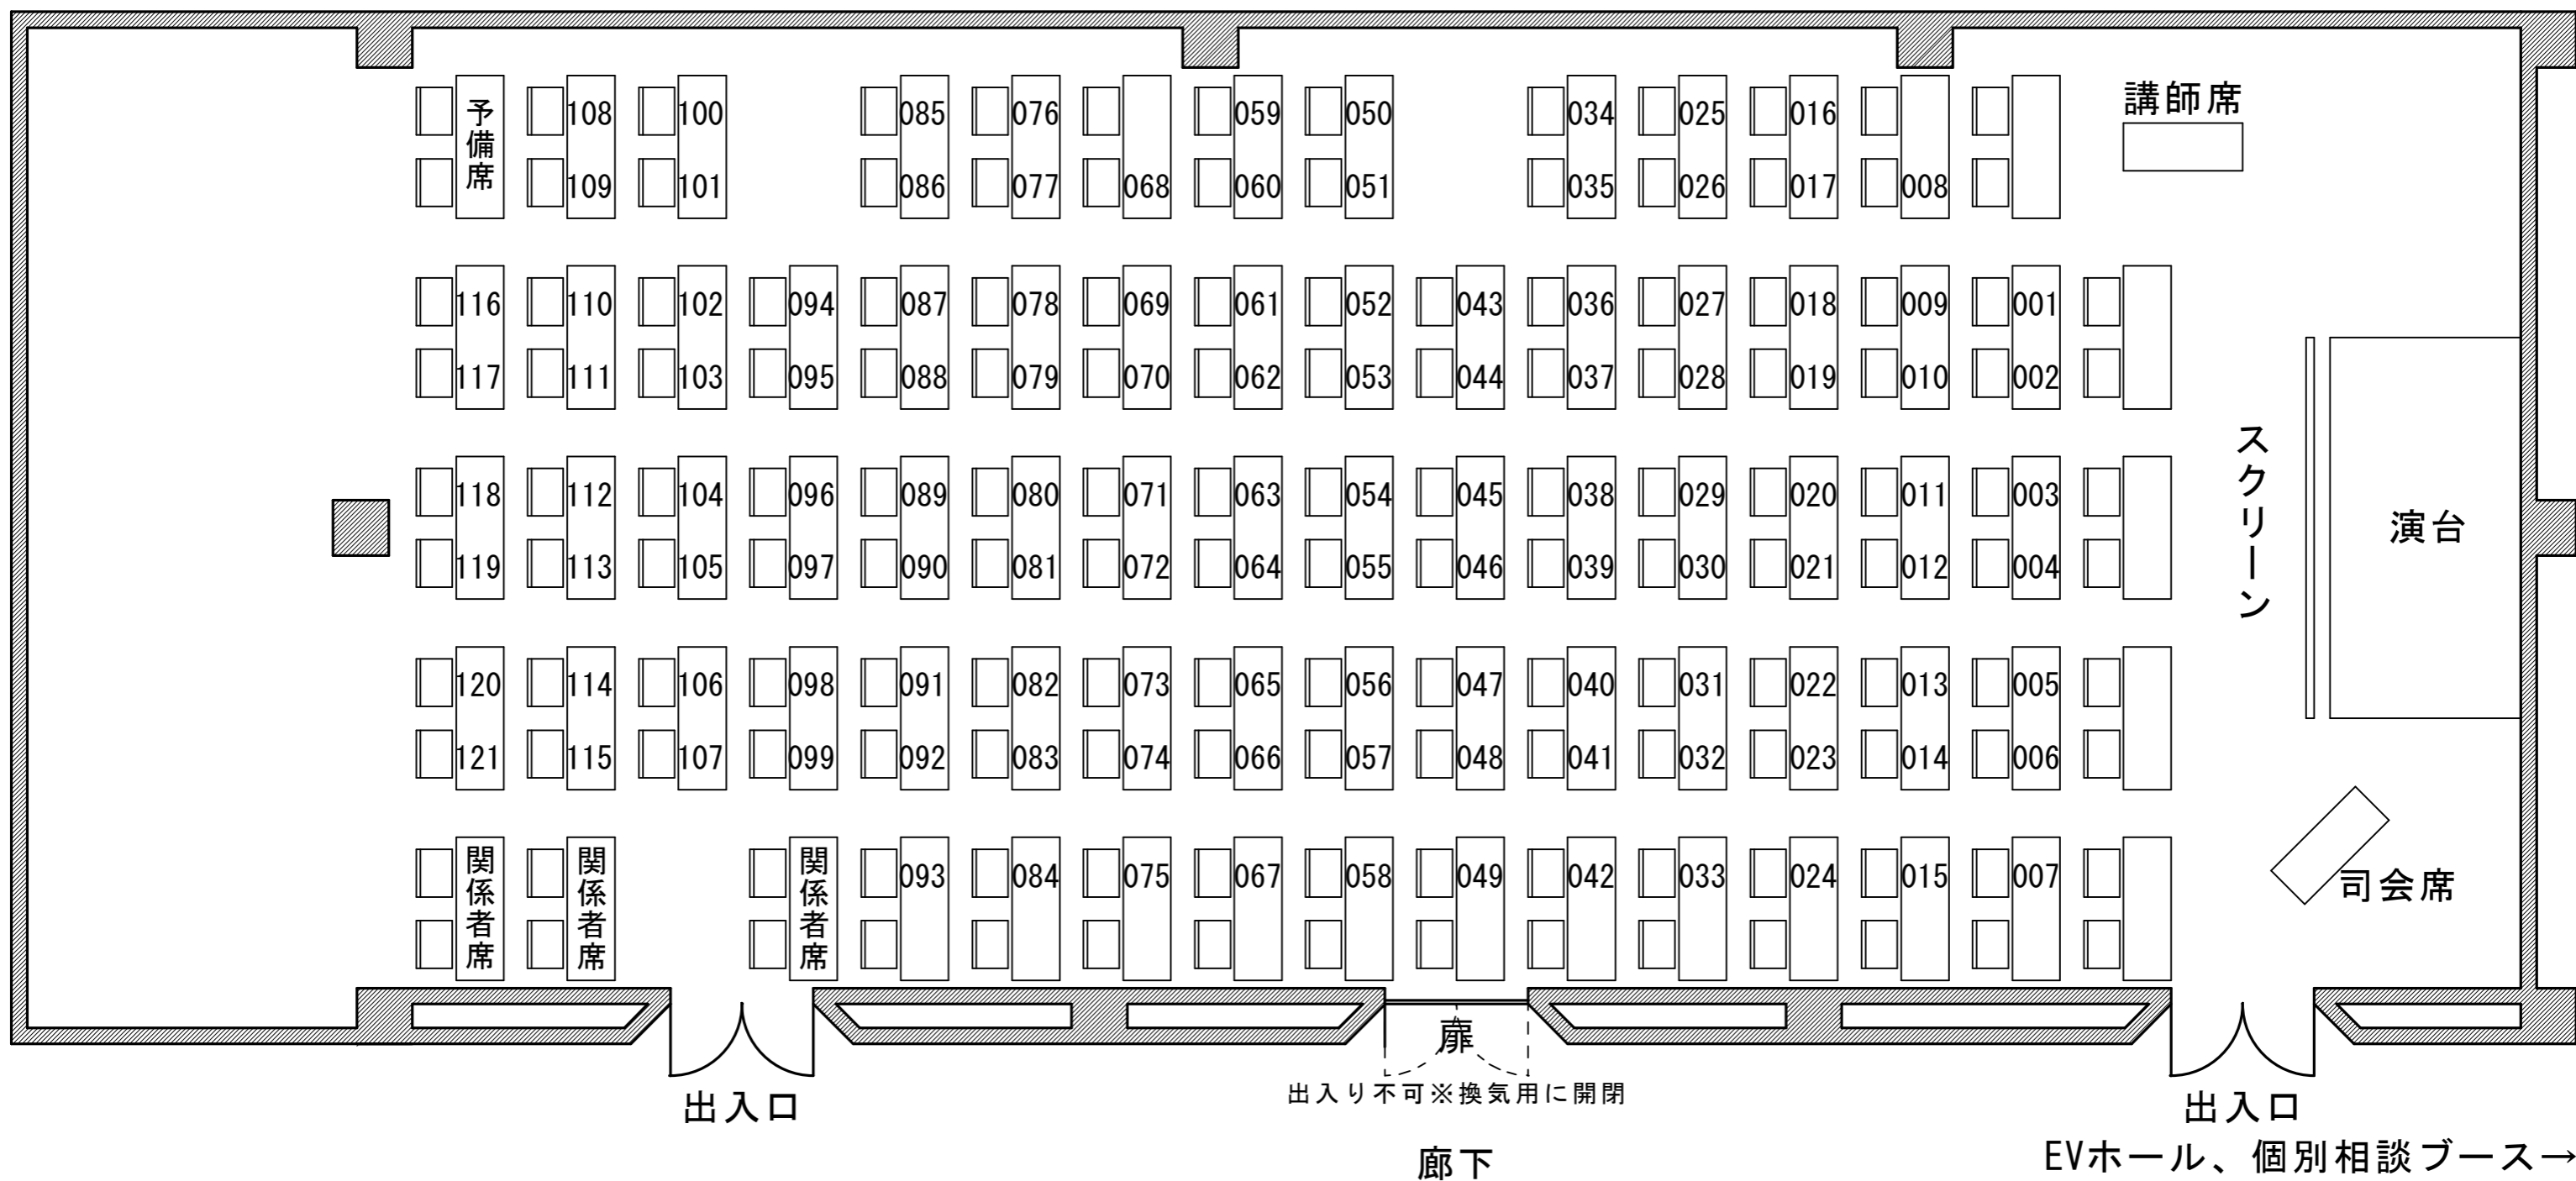 予備席 108 100 085 076 059 050 034 025 016 講師席
109 101 086 077 068 060 051 035 026 017 008
116 110 102 094 087 078 069 061 052 043 036 027 018 009 001
117 111 103 095 088 079 070 062 053 044 037 028 019 010 002
スクリーン
118 112 104 096 089 080 071 063 054 045 038 029 020 011 003
演台
119 113 105 097 090 081 072 064 055 046 039 030 021 012 004
120 114 106 098 091 082 073 065 056 047 040 031 022 013 005
121 115 107 099 092 083 074 066 057 048 041 032 023 014 006
関係者席 関係者席 関係者席 093 084 075 067 058 049 042 033 024 015 007
司会席
扉
出入り不可※換気用に開閉
出入口
出入口
廊下
EVホール、個別相談ブース→